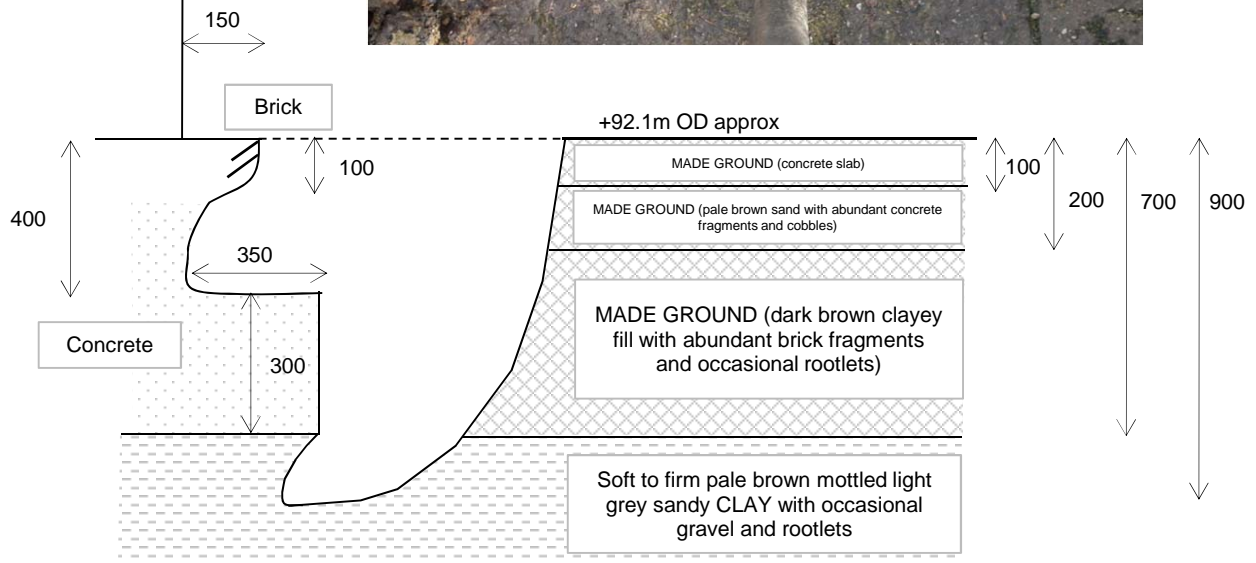 150
Brick
+92.1m OD approx
100
MADE GROUND (concrete slab)
100
400
MADE GROUND (pale brown sand with abundant concrete
fragments and cobbles)
200
700
900
350
Concrete
MADE GROUND (dark brown clayey
fill with abundant brick fragments
and occasional rootlets)
300
Soft to firm pale brown mottled light
grey sandy CLAY with occasional
gravel and rootlets